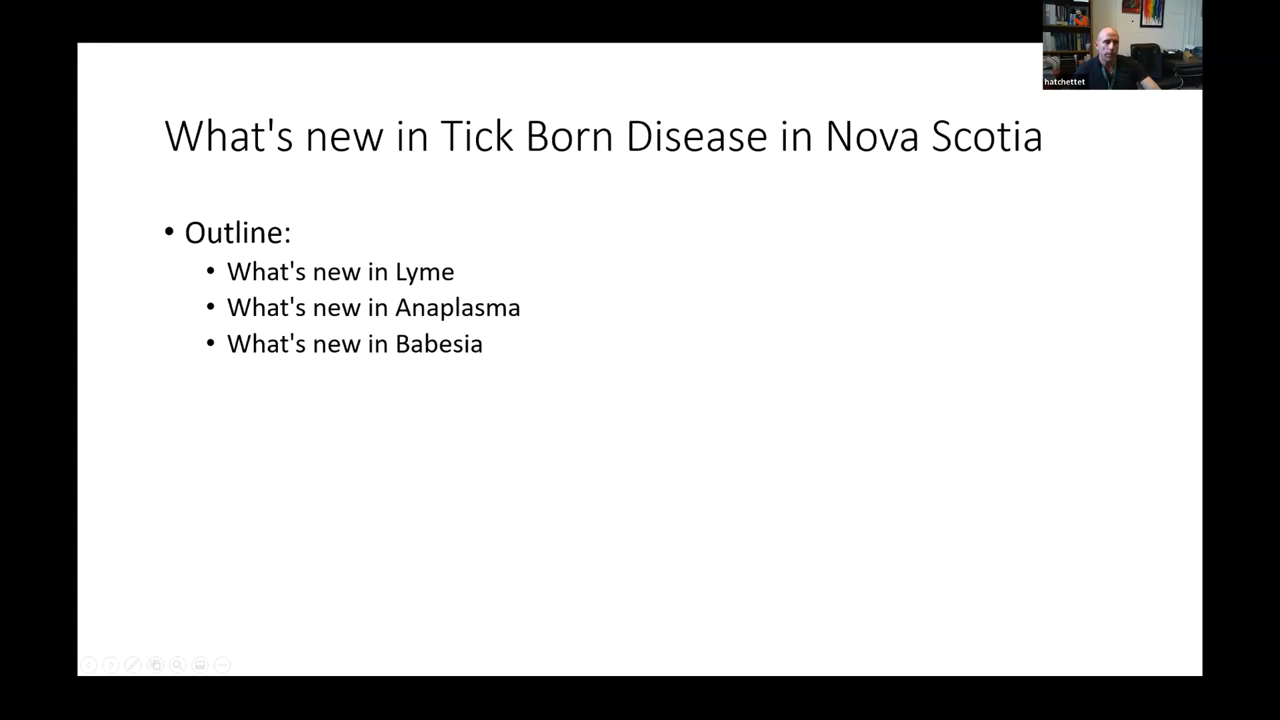 hatchettet
What's new in Tick Born Disease in Nova Scotia
• Outline:
• What's new in Lyme
• What's new in Anaplasma
• What's new in Babesia